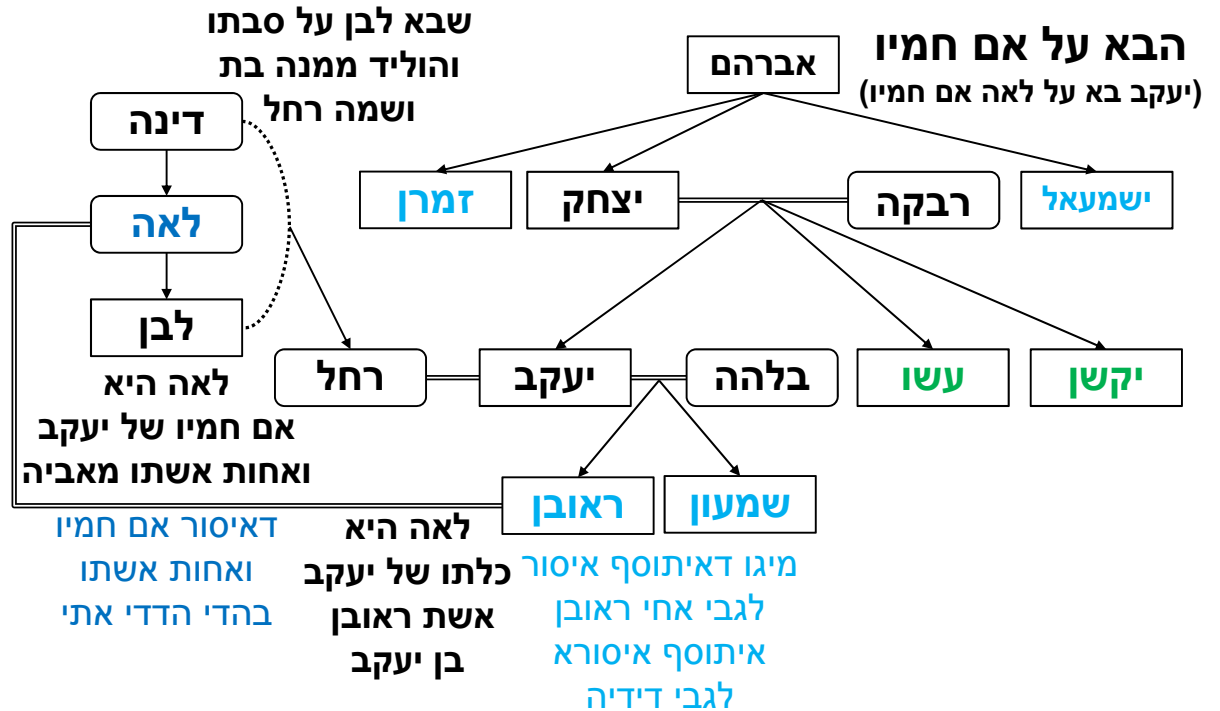 הבא על אם חמיו
(יעקב בא על לאה אם חמיו)
שבא לבן על סבתו
והוליד ממנה בת
ושמה רחל
אברהם
דינה
ישמעאל
רבקה
יצחק
זמרן
לאה
לבן
יקשן
עשו
בלהה
יעקב
רחל
לאה היא
אם חמיו של יעקב
ואחות אשתו מאביה
שמעון
ראובן
דאיסור אם חמיו
ואחות אשתו
בהדי הדדי אתי
לאה היא
כלתו של יעקב
אשת ראובן
בן יעקב
מיגו דאיתוסף איסור
לגבי אחי ראובן
איתוסף איסורא
לגבי דידיה